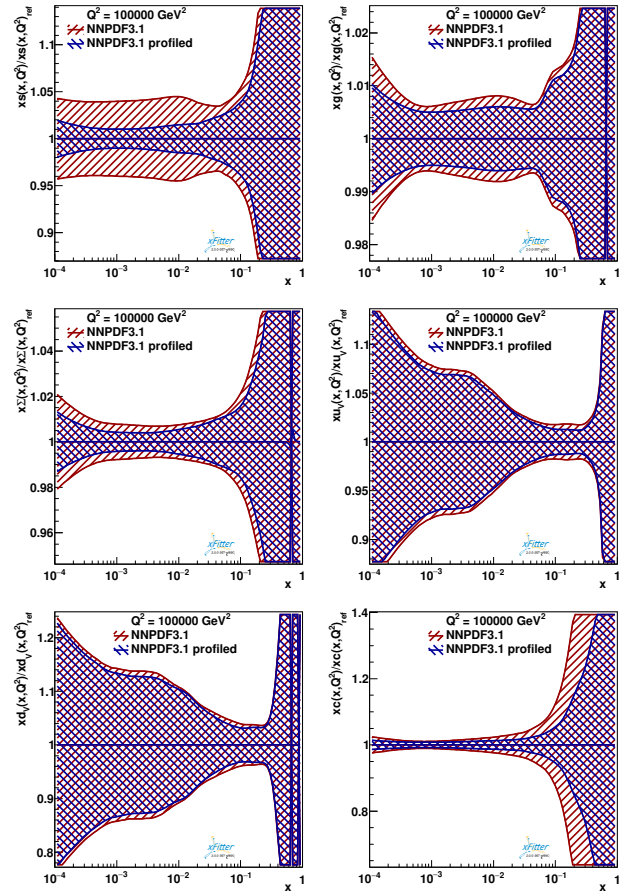 xs(x,Q²)/xs(x,Q²)ref
Q² = 100000 GeV²
NNPDF3.1
NNPDF3.1 profiled
1.1
1.05
1
0.95
0.9
xFitter
10⁻⁴ 10⁻³ 10⁻² 10⁻¹ 1
x
xg(x,Q²)/xg(x,Q²)ref
Q² = 100000 GeV²
NNPDF3.1
NNPDF3.1 profiled
1.02
1.01
1
0.99
0.98
xFitter
10⁻⁴ 10⁻³ 10⁻² 10⁻¹ 1
x
xΣ(x,Q²)/xΣ(x,Q²)ref
Q² = 100000 GeV²
NNPDF3.1
NNPDF3.1 profiled
1.04
1.02
1
0.98
0.96
xFitter
10⁻⁴ 10⁻³ 10⁻² 10⁻¹ 1
x
xuV(x,Q²)/xuV(x,Q²)ref
Q² = 100000 GeV²
NNPDF3.1
NNPDF3.1 profiled
1.1
1.05
1
0.95
0.9
xFitter
10⁻⁴ 10⁻³ 10⁻² 10⁻¹ 1
x
xdV(x,Q²)/xdV(x,Q²)ref
Q² = 100000 GeV²
NNPDF3.1
NNPDF3.1 profiled
1.2
1.1
1
0.9
0.8
xFitter
10⁻⁴ 10⁻³ 10⁻² 10⁻¹ 1
x
xc(x,Q²)/xc(x,Q²)ref
Q² = 100000 GeV²
NNPDF3.1
NNPDF3.1 profiled
1.4
1.2
1
0.8
xFitter
10⁻⁴ 10⁻³ 10⁻² 10⁻¹ 1
x